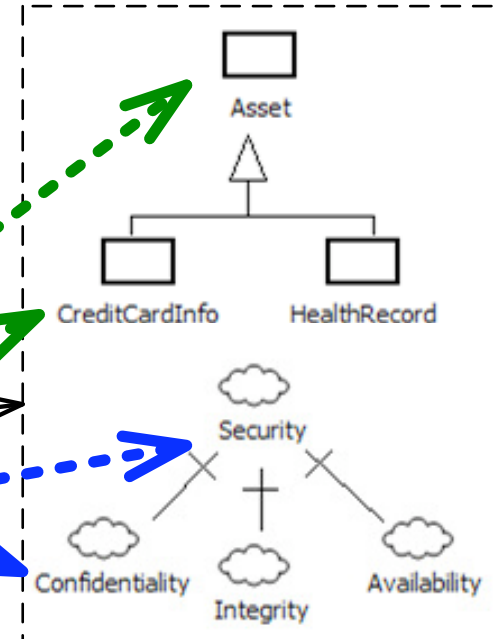 Asset
CreditCardInfo HealthRecord
Security
Confidentiality Availability
Integrity